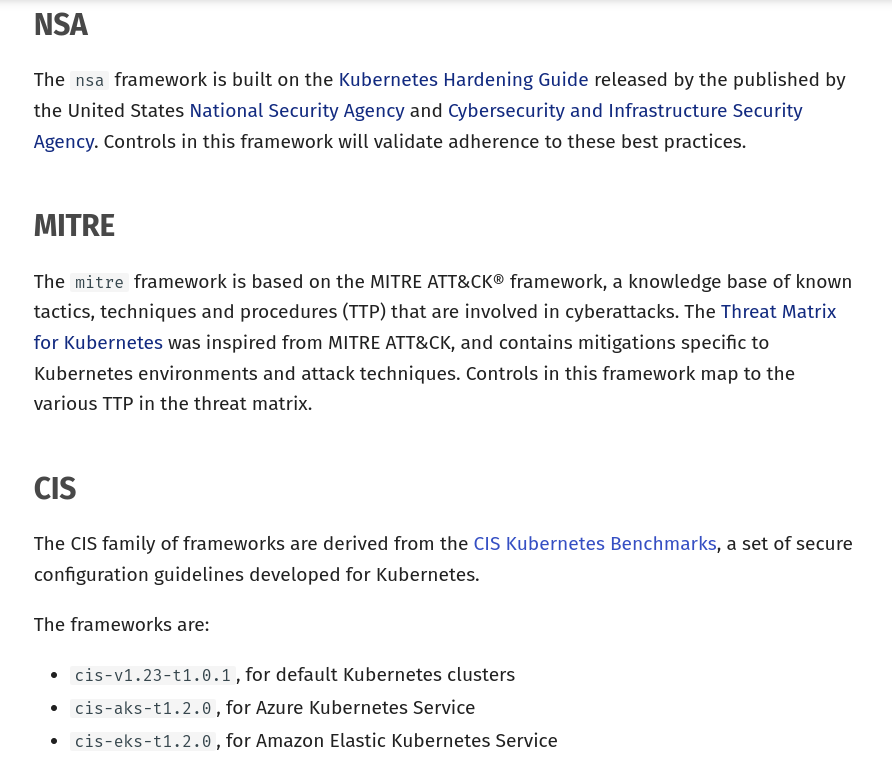 NSA
The nsa framework is built on the Kubernetes Hardening Guide released by the published by
the United States National Security Agency and Cybersecurity and Infrastructure Security
Agency. Controls in this framework will validate adherence to these best practices.
MITRE
The mitre framework is based on the MITRE ATT&CK® framework, a knowledge base of known
tactics, techniques and procedures (TTP) that are involved in cyberattacks. The Threat Matrix
for Kubernetes was inspired from MITRE ATT&CK, and contains mitigations specific to
Kubernetes environments and attack techniques. Controls in this framework map to the
various TTP in the threat matrix.
CIS
The CIS family of frameworks are derived from the CIS Kubernetes Benchmarks, a set of secure
configuration guidelines developed for Kubernetes.
The frameworks are:
• cis-v1.23-t1.0.1, for default Kubernetes clusters
• cis-aks-t1.2.0, for Azure Kubernetes Service
• cis-eks-t1.2.0, for Amazon Elastic Kubernetes Service